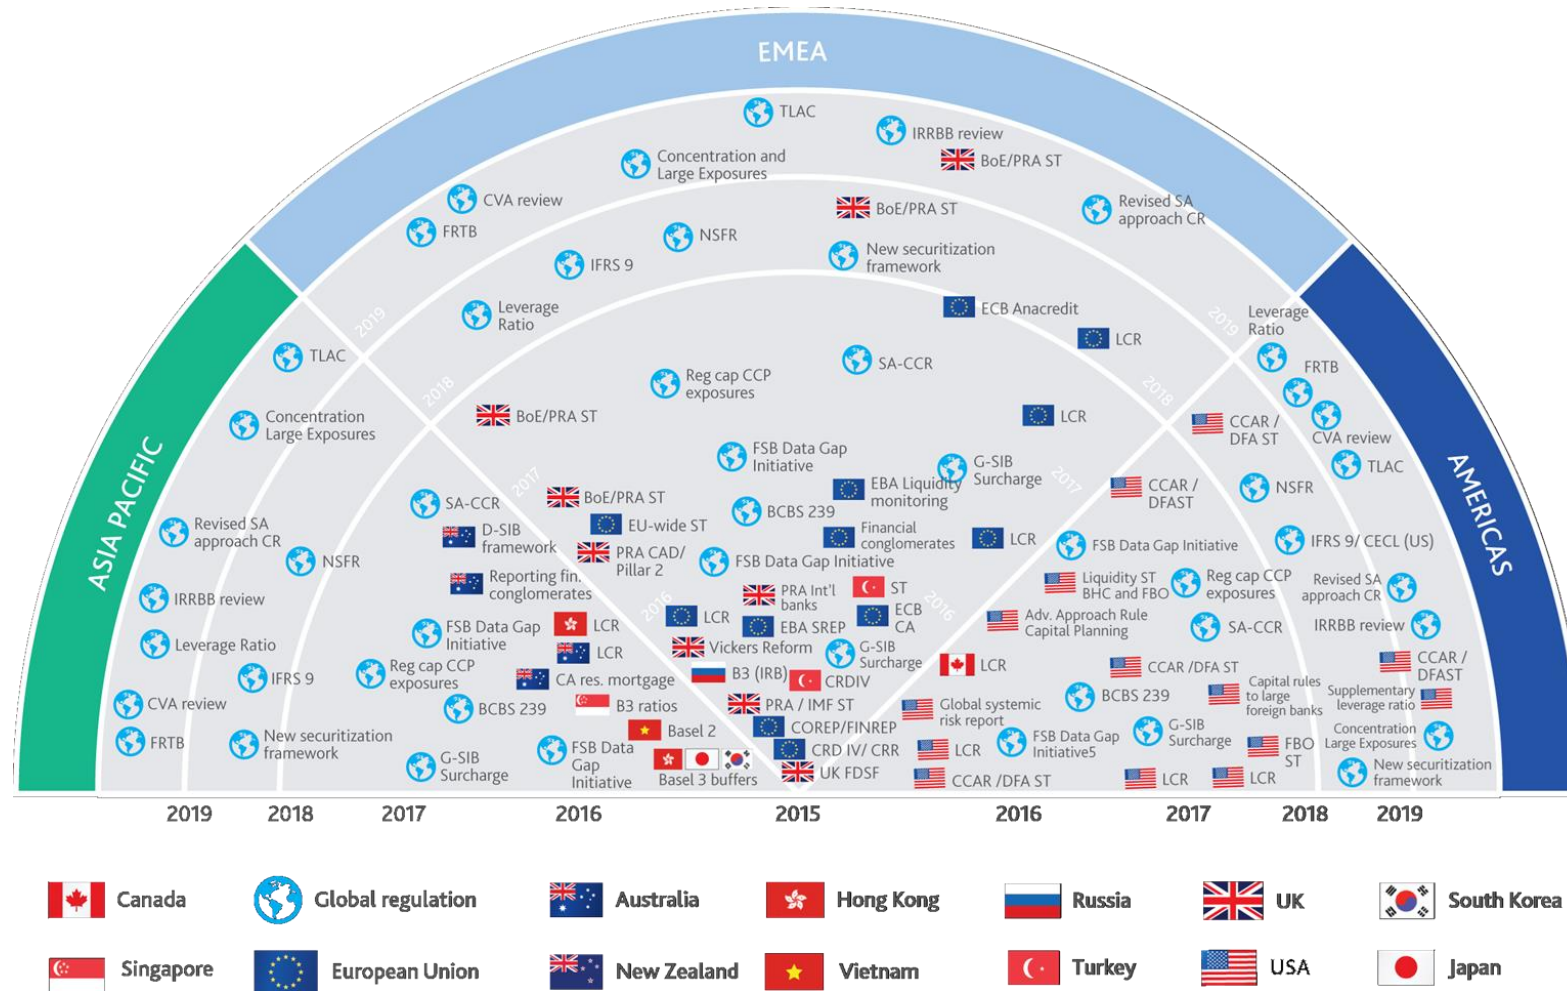 EMEA
TLAC
IRRBB review
BoE/PRA ST
Concentration and
Large Exposures
CVA review
FRTB
Revised SA
approach CR
BoE/PRA ST
NSFR
New securitization
framework
IFRS 9
Leverage
Ratio
ECB Anacredit
LCR
2019
2019
SA-CCR
Reg cap CCP
exposures
2018
2018
BoE/PRA ST
LCR
FSB Data Gap
Initiative
G-SIB
Surcharge
EBA Liquidity
monitoring
2017
2017
BoE/PRA ST
BCBS 239
EU-wide ST
Financial
conglomerates
LCR
PRA CAD/
Pillar 2
FSB Data Gap Initiative
PRA Int'l
banks
ST
2016
2016
LCR
EBA SREP
ECB
CA
Vickers Reform
G-SIB
Surcharge
B3 (IRB)
CRDIV
PRA / IMF ST
COREP/FINREP
CRD IV/ CRR
UK FDSF
ASIA PACIFIC
TLAC
Concentration
Large Exposures
SA-CCR
D-SIB
framework
Revised SA
approach CR
NSFR
Reporting fin.
conglomerates
IRRBB review
FSB Data Gap
Initiative
LCR
Leverage Ratio
LCR
IFRS 9
Reg cap CCP
exposures
CA res. mortgage
CVA review
BCBS 239
B3 ratios
Basel 2
FRTB
New securitization
framework
G-SIB
Surcharge
FSB Data
Gap
Initiative
Basel 3 buffers
AMERICAS
Leverage
Ratio
FRTB
CCAR /
DFA ST
CVA review
TLAC
CCAR /
DFAST
NSFR
FSB Data Gap Initiative
IFRS 9/ CECL (US)
Liquidity ST
BHC and FBO
Reg cap CCP
exposures
Revised SA
approach CR
Adv. Approach Rule
Capital Planning
SA-CCR
IRRBB review
LCR
CCAR /DFA ST
CCAR /
DFAST
BCBS 239
Capital rules
to large
foreign banks
Supplementary
leverage ratio
Global systemic
risk report
G-SIB
Surcharge
Concentration
Large Exposures
LCR
FSB Data Gap
Initiative5
FBO
ST
New securitization
framework
CCAR /DFA ST
LCR
LCR
2019 2018 2017 2016 2015 2016 2017 2018 2019
Canada Global regulation Australia Hong Kong Russia UK South Korea
Singapore European Union New Zealand Vietnam Turkey USA Japan